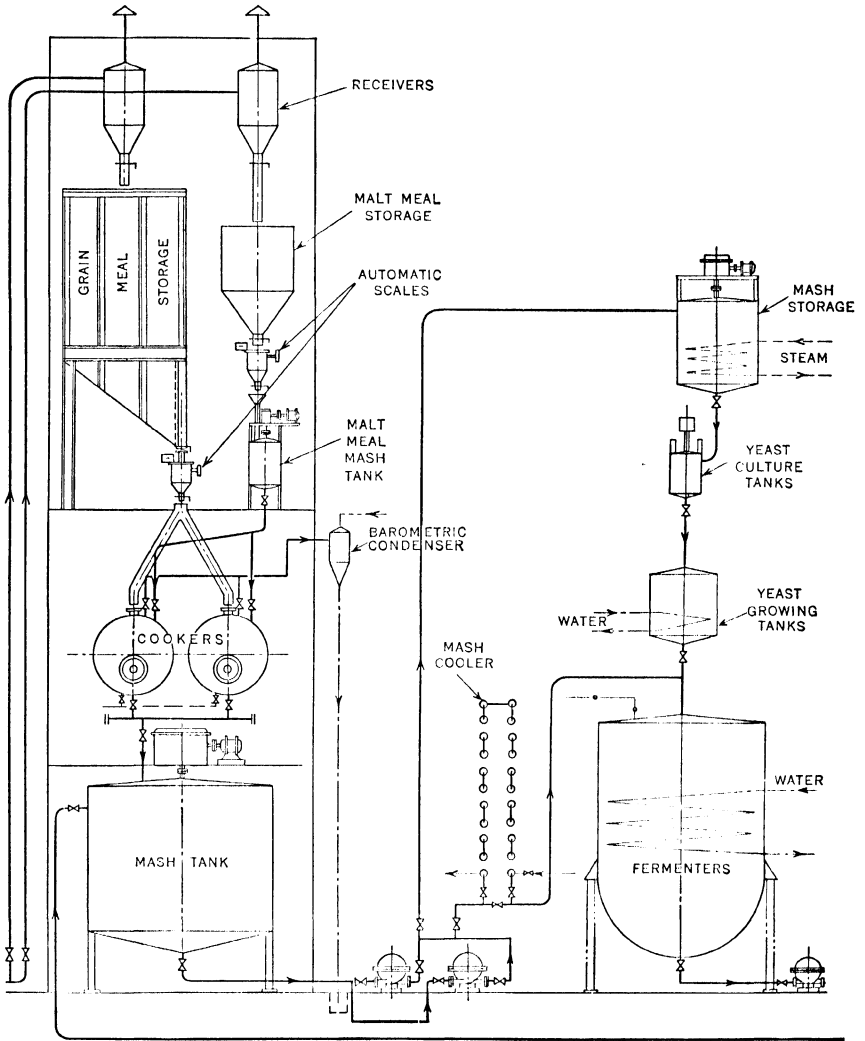 RECEIVERS
MALT MEAL
STORAGE
GRAIN
MEAL
STORAGE
AUTOMATIC
SCALES
MASH
STORAGE
STEAM
MALT
MEAL
MASH
TANK
YEAST
CULTURE
TANKS
BAROMETRIC
CONDENSER
COOKERS
YEAST
GROWING
TANKS
WATER
MASH
COOLER
WATER
MASH TANK
FERMENTERS